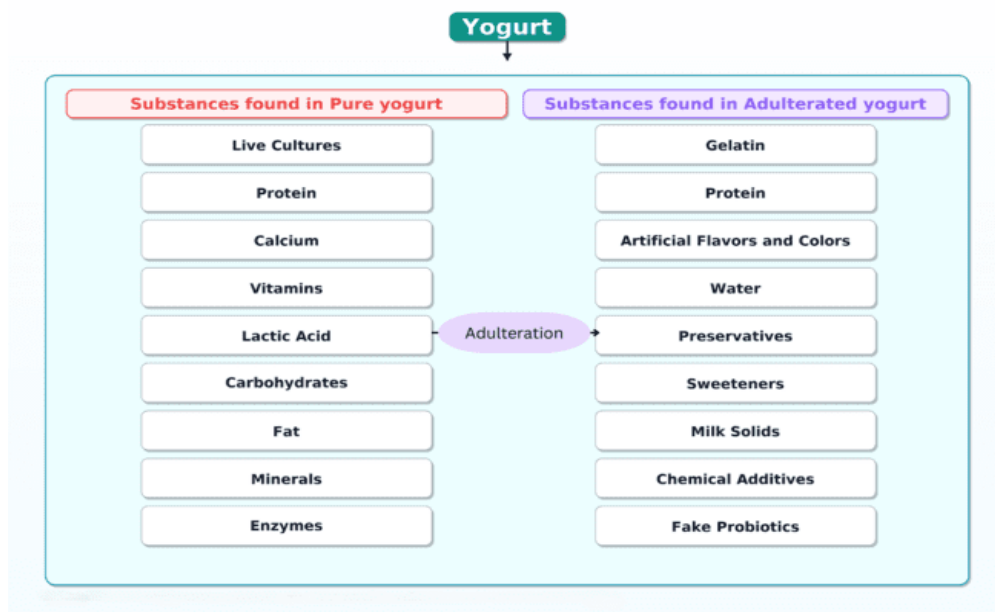 Yogurt
Substances found in Pure yogurt
Live Cultures
Protein
Calcium
Vitamins
Lactic Acid
Carbohydrates
Fat
Minerals
Enzymes
Adulteration
Substances found in Adulterated yogurt
Gelatin
Protein
Artificial Flavors and Colors
Water
Preservatives
Sweeteners
Milk Solids
Chemical Additives
Fake Probiotics